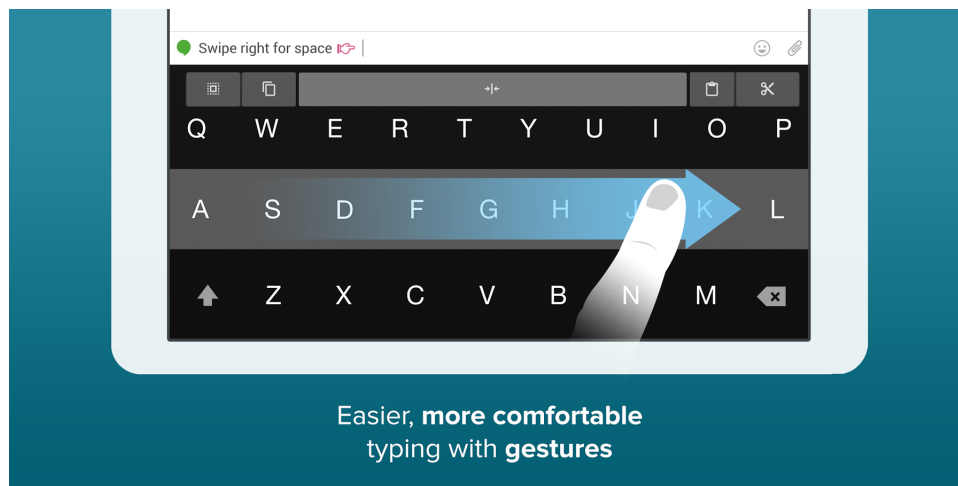 Swipe right for space
Q W E R T Y U I O P
A S D F G H J K L
Z X C V B N M
Easier, more comfortable
typing with gestures